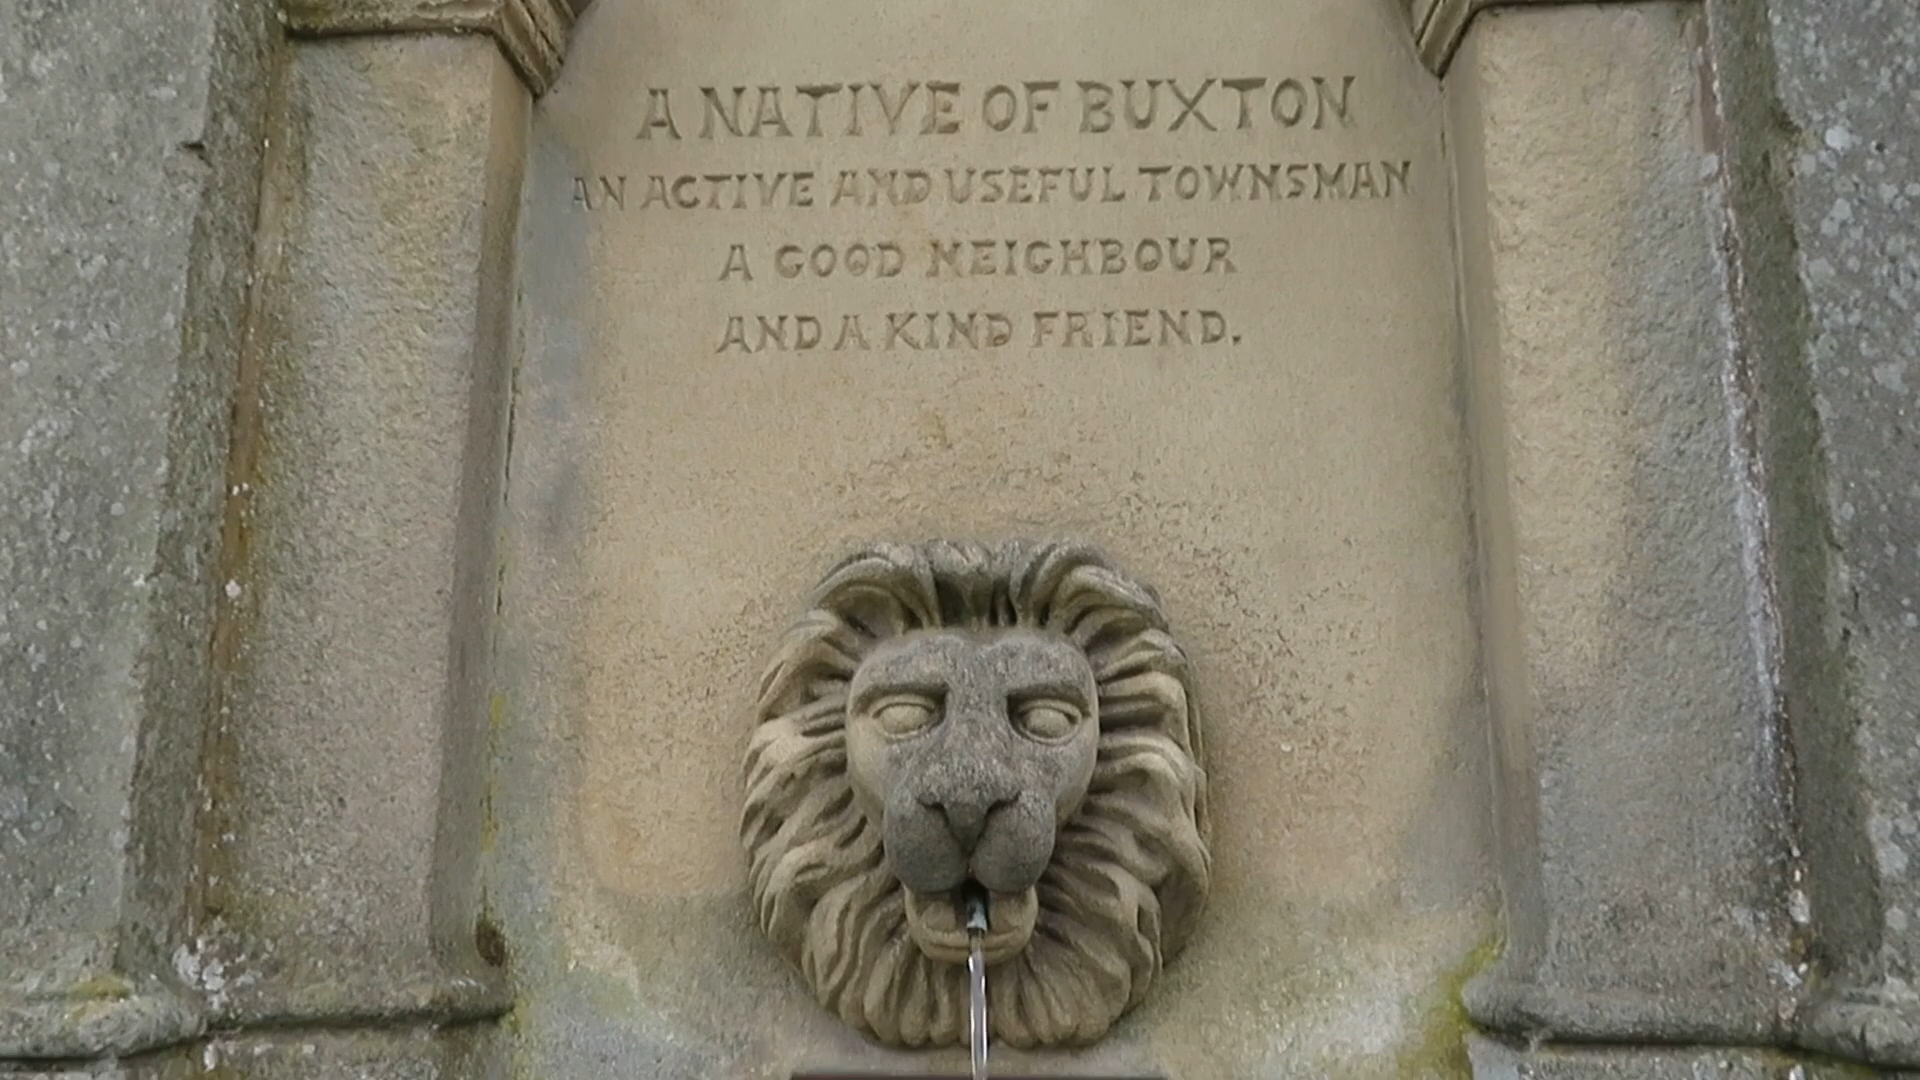 A NATIVE OF BUXTON
AN ACTIVE AND USEFUL TOWNSMAN
A GOOD NEIGHBOUR
AND A KIND FRIEND.